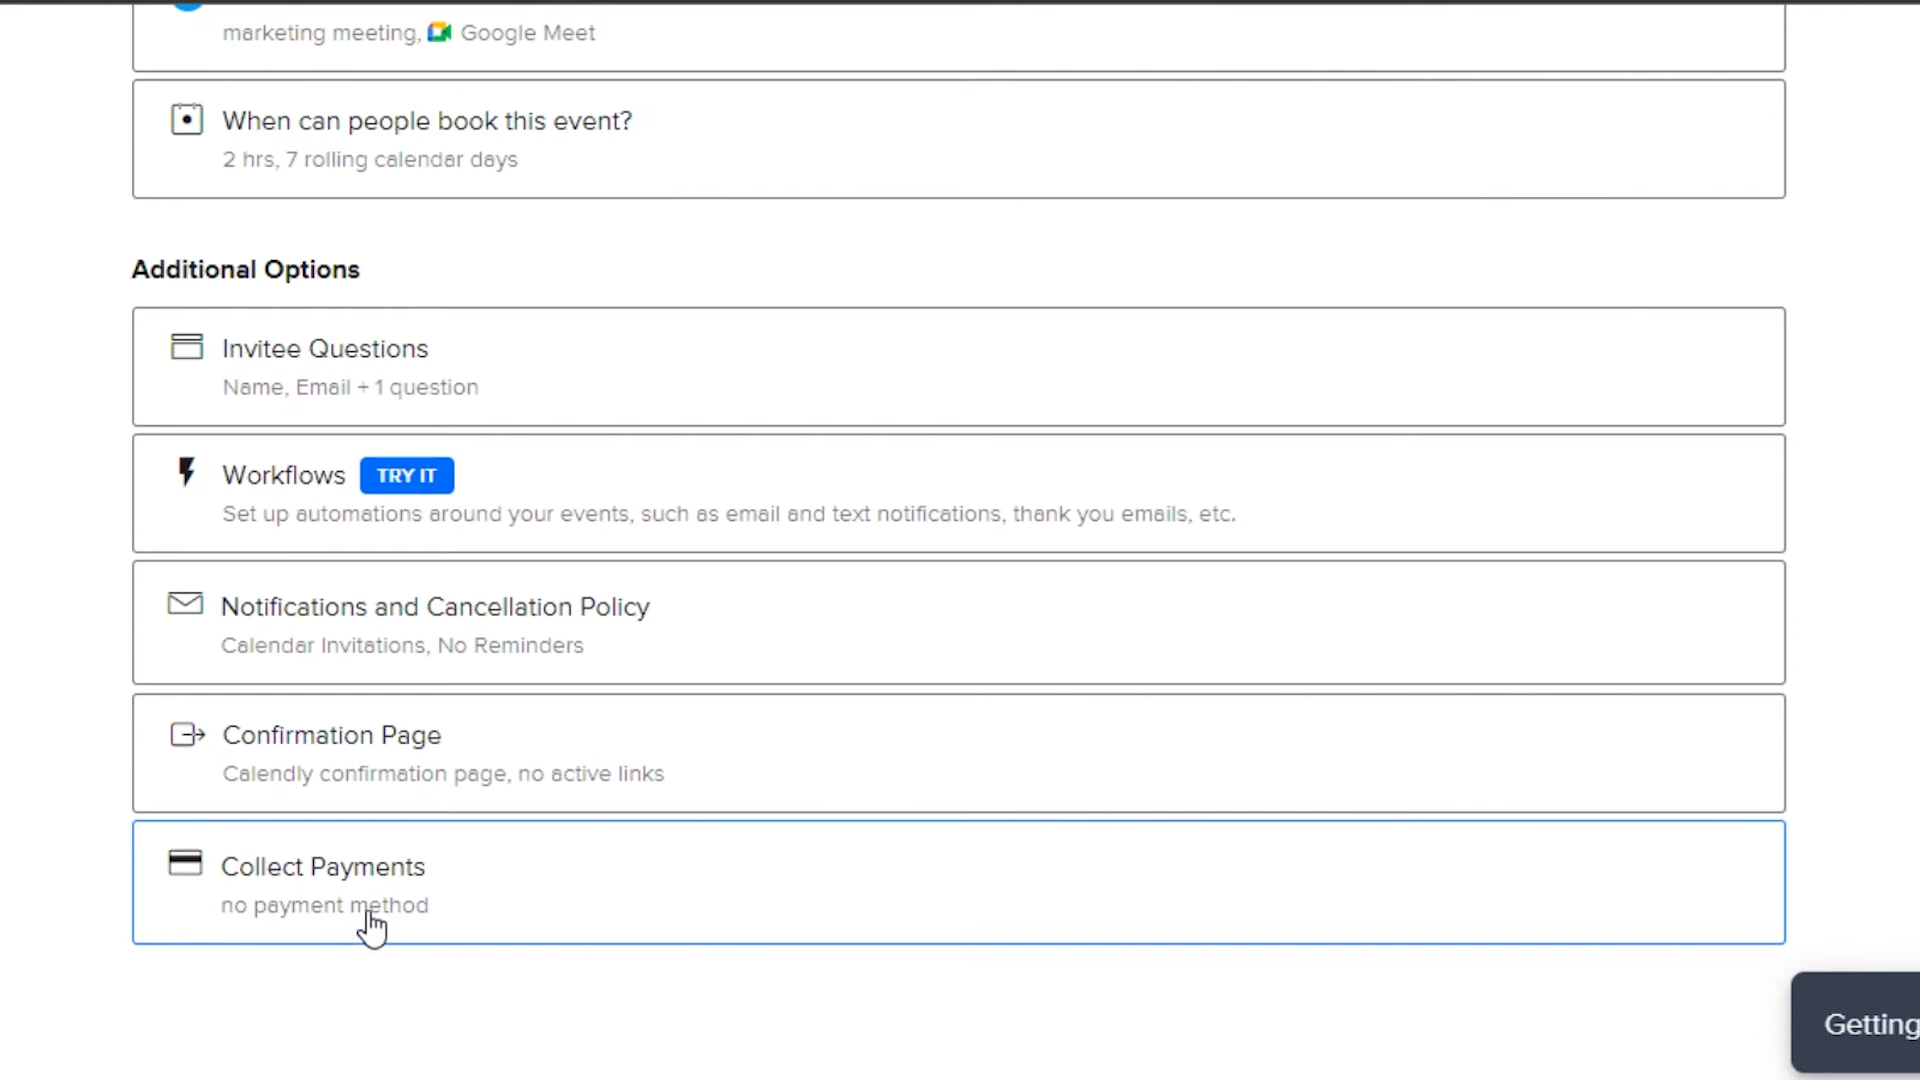 marketing meeting, Google Meet
When can people book this event?
2 hrs, 7 rolling calendar days
Additional Options
Invitee Questions
Name, Email + 1 question
Workflows TRY IT
Set up automations around your events, such as email and text notifications, thank you emails, etc.
Notifications and Cancellation Policy
Calendar Invitations, No Reminders
Confirmation Page
Calendly confirmation page, no active links
Collect Payments
no payment method
Getting